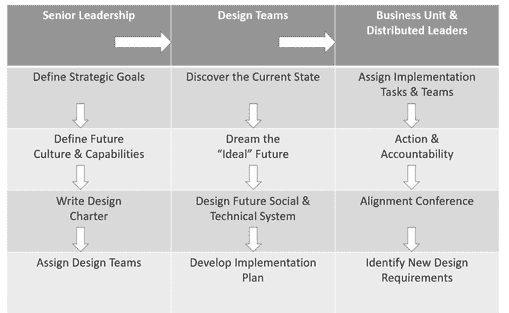 Senior Leadership
Design Teams
Business Unit &
Distributed Leaders
Define Strategic Goals
Discover the Current State
Assign Implementation
Tasks & Teams
Define Future
Culture & Capabilities
Dream the
“Ideal” Future
Action &
Accountability
Write Design
Charter
Design Future Social &
Technical System
Alignment Conference
Assign Design Teams
Develop Implementation
Plan
Identify New Design
Requirements